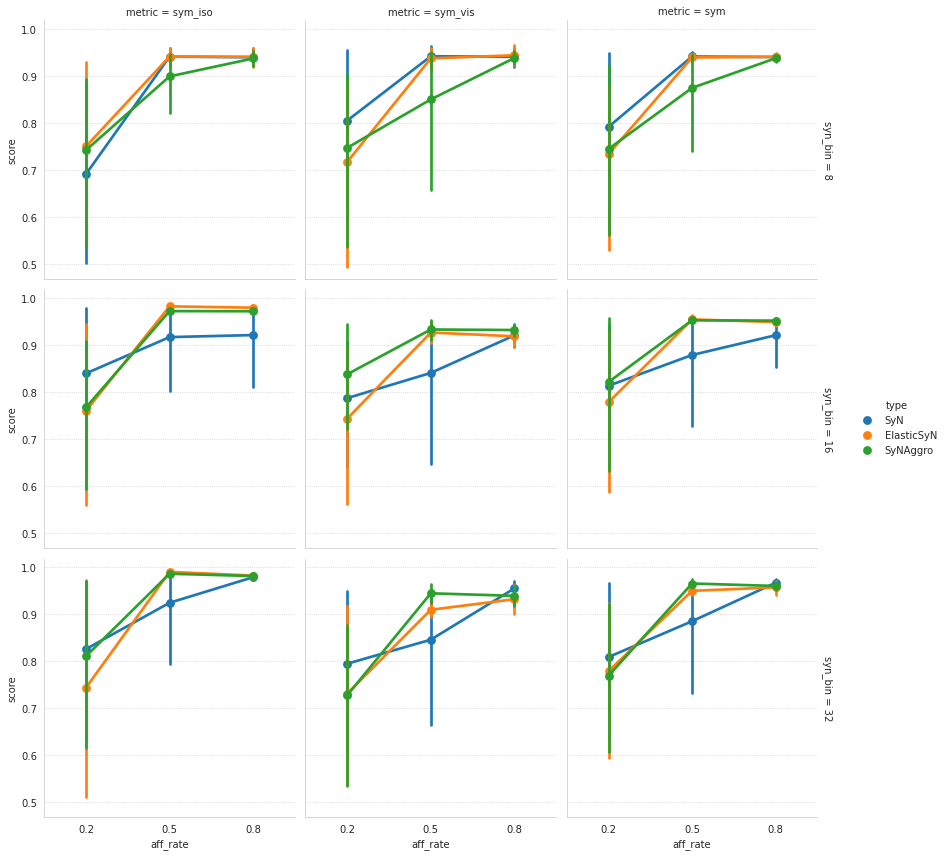 metric = sym_iso
metric = sym_vis
metric = sym
1.0
0.9
0.8
0.7
0.6
0.5
score
syn_bin = 8
1.0
0.9
0.8
0.7
0.6
0.5
score
syn_bin = 16
type
SyN
ElasticSyN
SyNAggro
1.0
0.9
0.8
0.7
0.6
0.5
score
syn_bin = 32
0.2 0.5 0.8
0.2 0.5 0.8
0.2 0.5 0.8
aff_rate
aff_rate
aff_rate